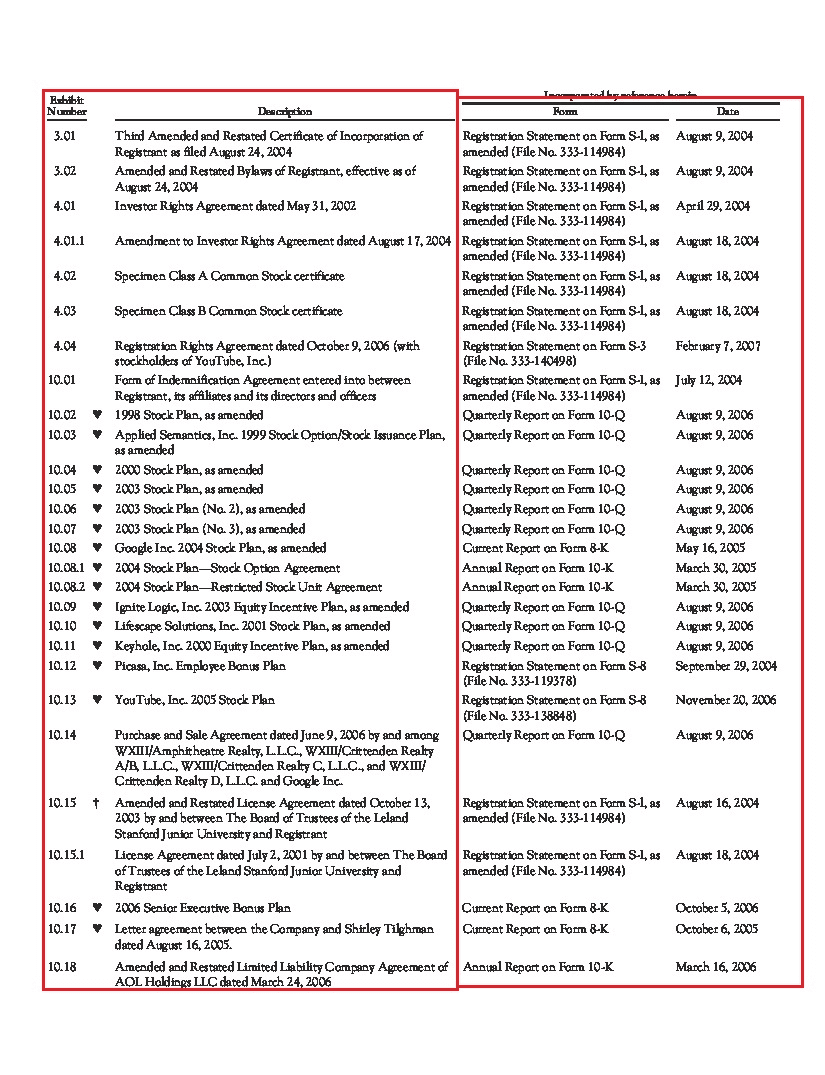 Incorporated by reference herein
Exhibit
Number Description Form Date
3.01 Third Amended and Restated Certificate of Incorporation of Registration Statement on Form S-1, as August 9, 2004
Registrant as filed August 24, 2004 amended (File No. 333-114984)
3.02 Amended and Restated Bylaws of Registrant, effective as of Registration Statement on Form S-1, as August 9, 2004
August 24, 2004 amended (File No. 333-114984)
4.01 Investor Rights Agreement dated May 31, 2002 Registration Statement on Form S-1, as April 29, 2004
amended (File No. 333-114984)
4.01.1 Amendment to Investor Rights Agreement dated August 17, 2004 Registration Statement on Form S-1, as August 18, 2004
amended (File No. 333-114984)
4.02 Specimen Class A Common Stock certificate Registration Statement on Form S-1, as August 18, 2004
amended (File No. 333-114984)
4.03 Specimen Class B Common Stock certificate Registration Statement on Form S-1, as August 18, 2004
amended (File No. 333-114984)
4.04 Registration Rights Agreement dated October 9, 2006 (with Registration Statement on Form S-3 February 7, 2007
stockholders of YouTube, Inc.) (File No. 333-140498)
10.01 Form of Indemnification Agreement entered into between Registration Statement on Form S-1, as July 12, 2004
Registrant, its affiliates and its directors and officers amended (File No. 333-114984)
10.02 ♥ 1998 Stock Plan, as amended Quarterly Report on Form 10-Q August 9, 2006
10.03 ♥ Applied Semantics, Inc. 1999 Stock Option/Stock Issuance Plan, Quarterly Report on Form 10-Q August 9, 2006
as amended
10.04 ♥ 2000 Stock Plan, as amended Quarterly Report on Form 10-Q August 9, 2006
10.05 ♥ 2003 Stock Plan, as amended Quarterly Report on Form 10-Q August 9, 2006
10.06 ♥ 2003 Stock Plan (No. 2), as amended Quarterly Report on Form 10-Q August 9, 2006
10.07 ♥ 2003 Stock Plan (No. 3), as amended Quarterly Report on Form 10-Q August 9, 2006
10.08 ♥ Google Inc. 2004 Stock Plan, as amended Current Report on Form 8-K May 16, 2005
10.08.1 ♥ 2004 Stock Plan—Stock Option Agreement Annual Report on Form 10-K March 30, 2005
10.08.2 ♥ 2004 Stock Plan—Restricted Stock Unit Agreement Annual Report on Form 10-K March 30, 2005
10.09 ♥ Ignite Logic, Inc. 2003 Equity Incentive Plan, as amended Quarterly Report on Form 10-Q August 9, 2006
10.10 ♥ Lifescape Solutions, Inc. 2001 Stock Plan, as amended Quarterly Report on Form 10-Q August 9, 2006
10.11 ♥ Keyhole, Inc. 2000 Equity Incentive Plan, as amended Quarterly Report on Form 10-Q August 9, 2006
10.12 ♥ Picasa, Inc. Employee Bonus Plan Registration Statement on Form S-8 September 29, 2004
(File No. 333-119378)
10.13 ♥ YouTube, Inc. 2005 Stock Plan Registration Statement on Form S-8 November 20, 2006
(File No. 333-138848)
10.14 Purchase and Sale Agreement dated June 9, 2006 by and among Quarterly Report on Form 10-Q August 9, 2006
WXIII/Amphitheatre Realty, L.L.C., WXIII/Crittenden Realty
A/B, L.L.C., WXIII/Crittenden Realty C, L.L.C., and WXIII/
Crittenden Realty D, L.L.C. and Google Inc.
10.15 † Amended and Restated License Agreement dated October 13, Registration Statement on Form S-1, as August 16, 2004
2003 by and between The Board of Trustees of the Leland amended (File No. 333-114984)
Stanford Junior University and Registrant
10.15.1 License Agreement dated July 2, 2001 by and between The Board Registration Statement on Form S-1, as August 18, 2004
of Trustees of the Leland Stanford Junior University and amended (File No. 333-114984)
Registrant
10.16 ♥ 2006 Senior Executive Bonus Plan Current Report on Form 8-K October 5, 2006
10.17 ♥ Letter agreement between the Company and Shirley Tilghman Current Report on Form 8-K October 6, 2005
dated August 16, 2005.
10.18 Amended and Restated Limited Liability Company Agreement of Annual Report on Form 10-K March 16, 2006
AOL Holdings LLC dated March 24, 2006